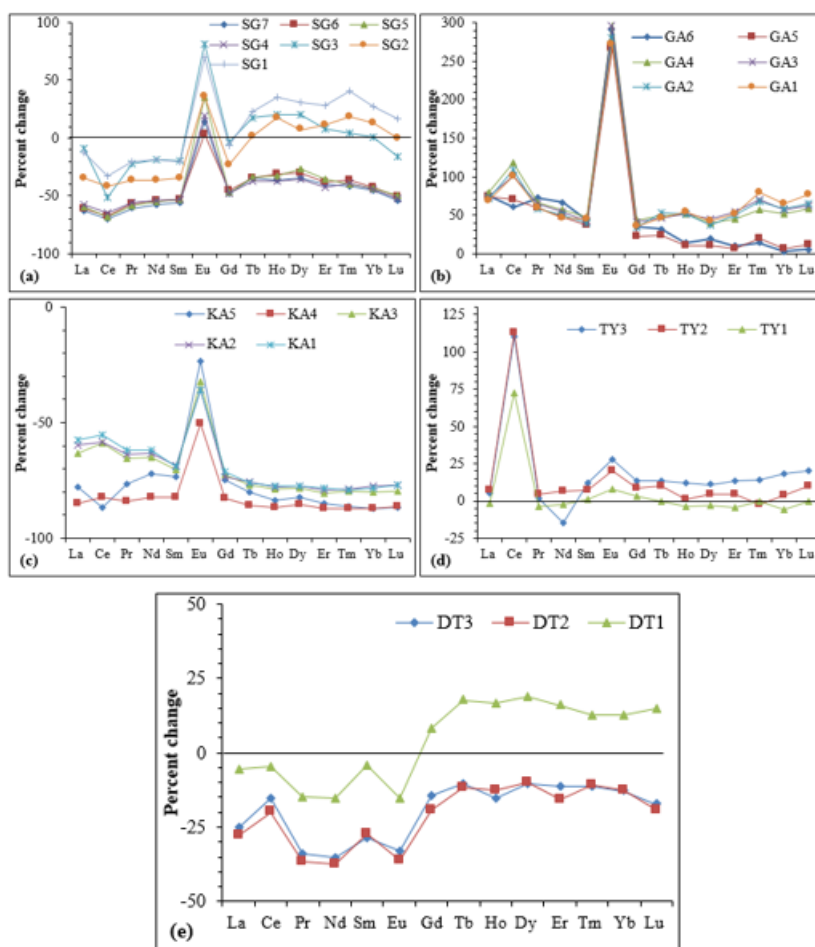 SG7 SG6 SG5
SG4 SG3 SG2
SG1
100
50
0
-50
-100
Percent change
La Ce Pr Nd Sm Eu Gd Tb Ho Dy Er Tm Yb Lu
(a)
GA6 GA5
GA4 GA3
GA2 GA1
300
250
200
150
100
50
0
Percent change
La Ce Pr Nd Sm Eu Gd Tb Ho Dy Er Tm Yb Lu
(b)
KA5 KA4 KA3
KA2 KA1
0
-50
-100
Percent change
La Ce Pr Nd Sm Eu Gd Tb Ho Dy Er Tm Yb Lu
(c)
TY3 TY2 TY1
125
100
75
50
25
0
-25
Percent change
La Ce Pr Nd Sm Eu Gd Tb Ho Dy Er Tm Yb Lu
(d)
DT3 DT2 DT1
50
25
0
-25
-50
Percent change
La Ce Pr Nd Sm Eu Gd Tb Ho Dy Er Tm Yb Lu
(e)